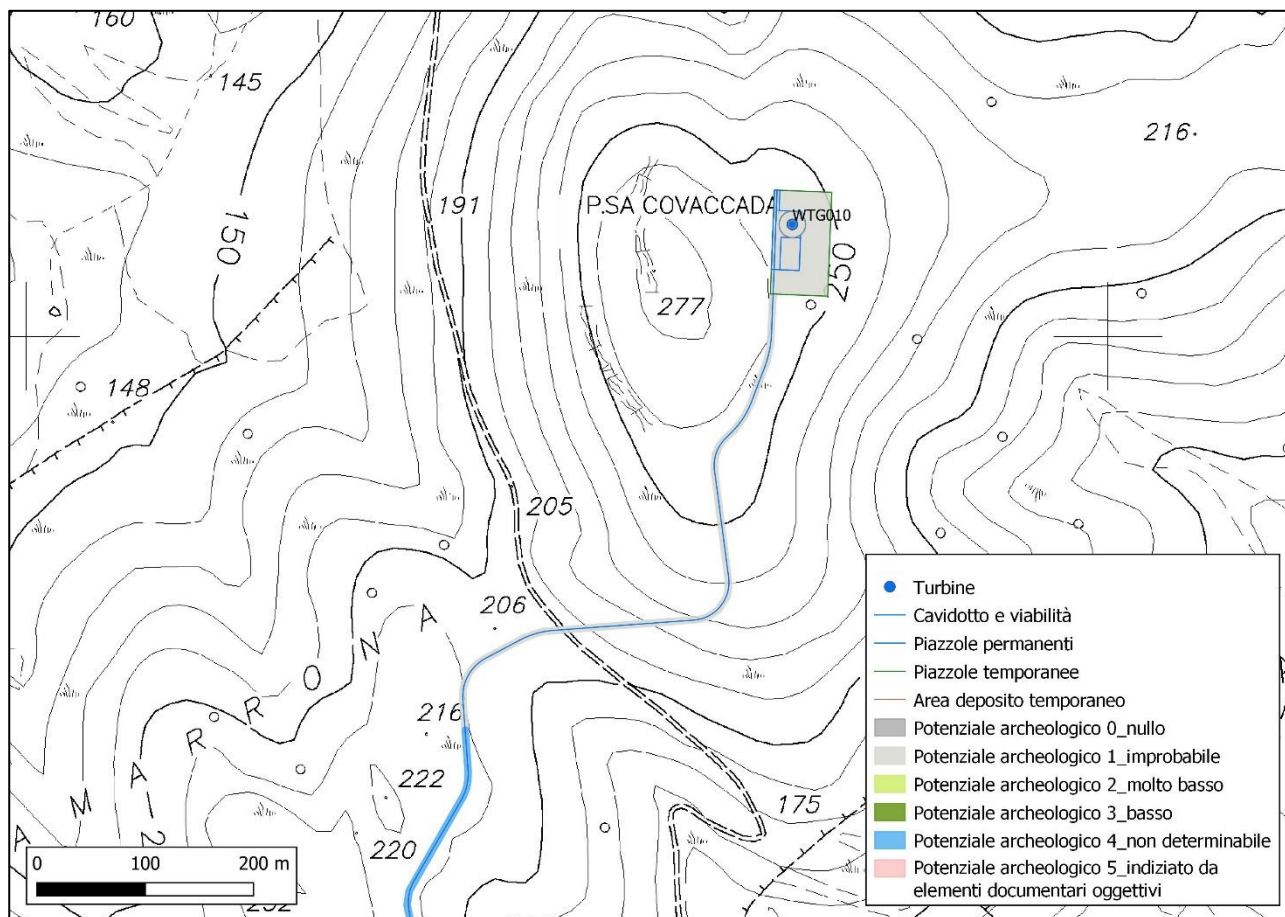 160
145
216
191
P.SA COVACCADA
WTG010
150
250
277
148
205
206
MARRONA
216
222
220
175
2
A
0 100 200 m
Turbine
Cavidotto e viabilità
Piazzole permanenti
Piazzole temporanee
Area deposito temporaneo
Potenziale archeologico 0_nullo
Potenziale archeologico 1_improbabile
Potenziale archeologico 2_molto basso
Potenziale archeologico 3_basso
Potenziale archeologico 4_non determinabile
Potenziale archeologico 5_indiziato da
elementi documentari oggettivi